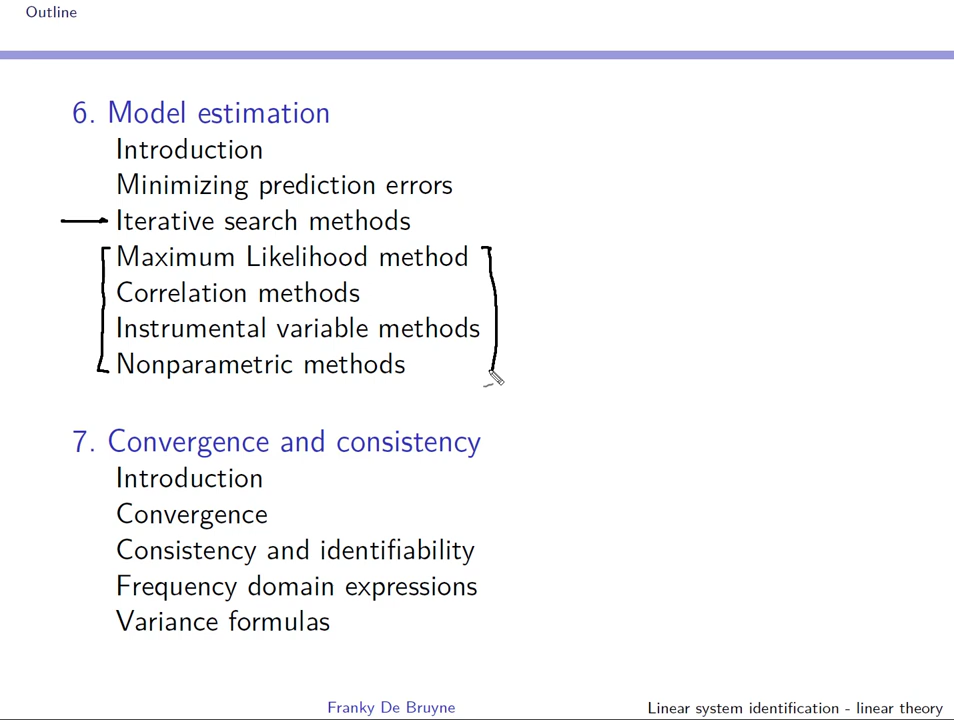 Outline
6. Model estimation
Introduction
Minimizing prediction errors
Iterative search methods
Maximum Likelihood method
Correlation methods
Instrumental variable methods
Nonparametric methods
7. Convergence and consistency
Introduction
Convergence
Consistency and identifiability
Frequency domain expressions
Variance formulas
Franky De Bruyne
Linear system identification - linear theory